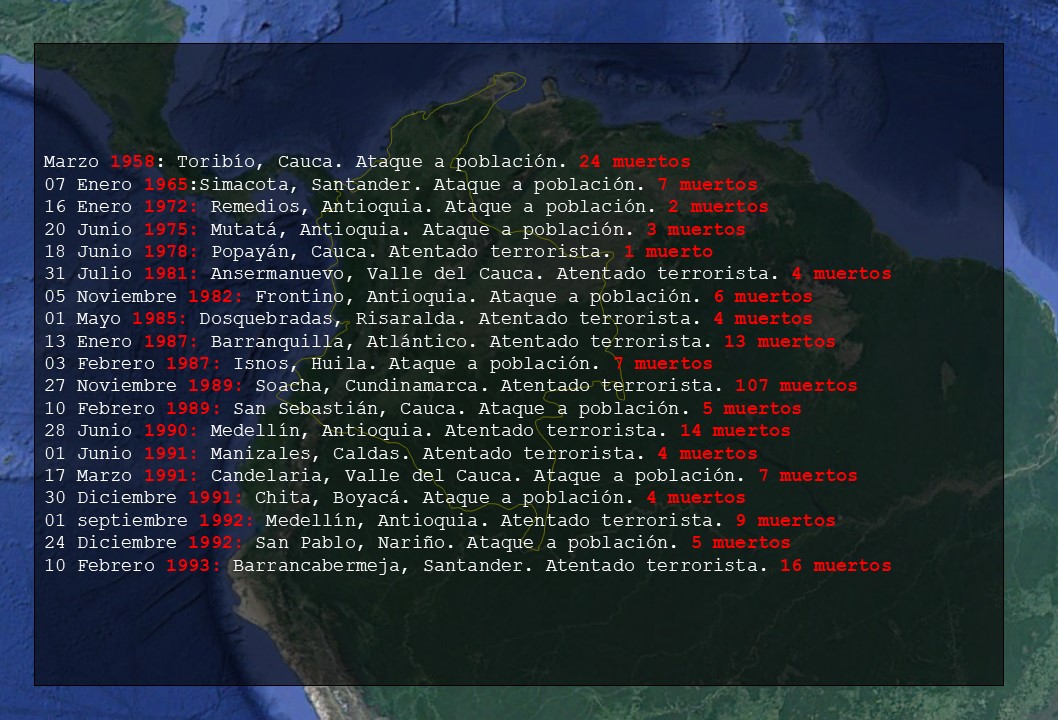 Marzo 1958: Toribío, Cauca. Ataque a población. 24 muertos
07 Enero 1965:Simacota, Santander. Ataque a población. 7 muertos
16 Enero 1972: Remedios, Antioquia. Ataque a población. 2 muertos
20 Junio 1975: Mutatá, Antioquia. Ataque a población. 3 muertos
18 Junio 1978: Popayán, Cauca. Atentado terrorista. 1 muerto
31 Julio 1981: Ansermanuevo, Valle del Cauca. Atentado terrorista. 4 muertos
05 Noviembre 1982: Frontino, Antioquia. Ataque a población. 6 muertos
01 Mayo 1985: Dosquebradas, Risaralda. Atentado terrorista. 4 muertos
13 Enero 1987: Barranquilla, Atlántico. Atentado terrorista. 13 muertos
03 Febrero 1987: Isnos, Huila. Ataque a población. 7 muertos
27 Noviembre 1989: Soacha, Cundinamarca. Atentado terrorista. 107 muertos
10 Febrero 1989: San Sebastián, Cauca. Ataque a población. 5 muertos
28 Junio 1990: Medellín, Antioquia. Atentado terrorista. 14 muertos
01 Junio 1991: Manizales, Caldas. Atentado terrorista. 4 muertos
17 Marzo 1991: Candelaria, Valle del Cauca. Ataque a población. 7 muertos
30 Diciembre 1991: Chita, Boyacá. Ataque a población. 4 muertos
01 septiembre 1992: Medellín, Antioquia. Atentado terrorista. 9 muertos
24 Diciembre 1992: San Pablo, Nariño. Ataque a población. 5 muertos
10 Febrero 1993: Barrancabermeja, Santander. Atentado terrorista. 16 muertos